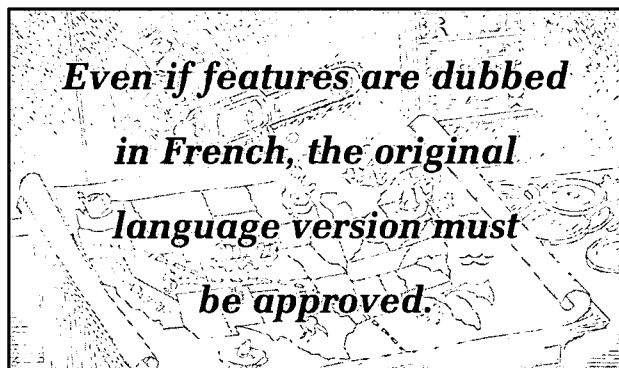 Even if features are dubbed
in French, the original
language version must
be approved.